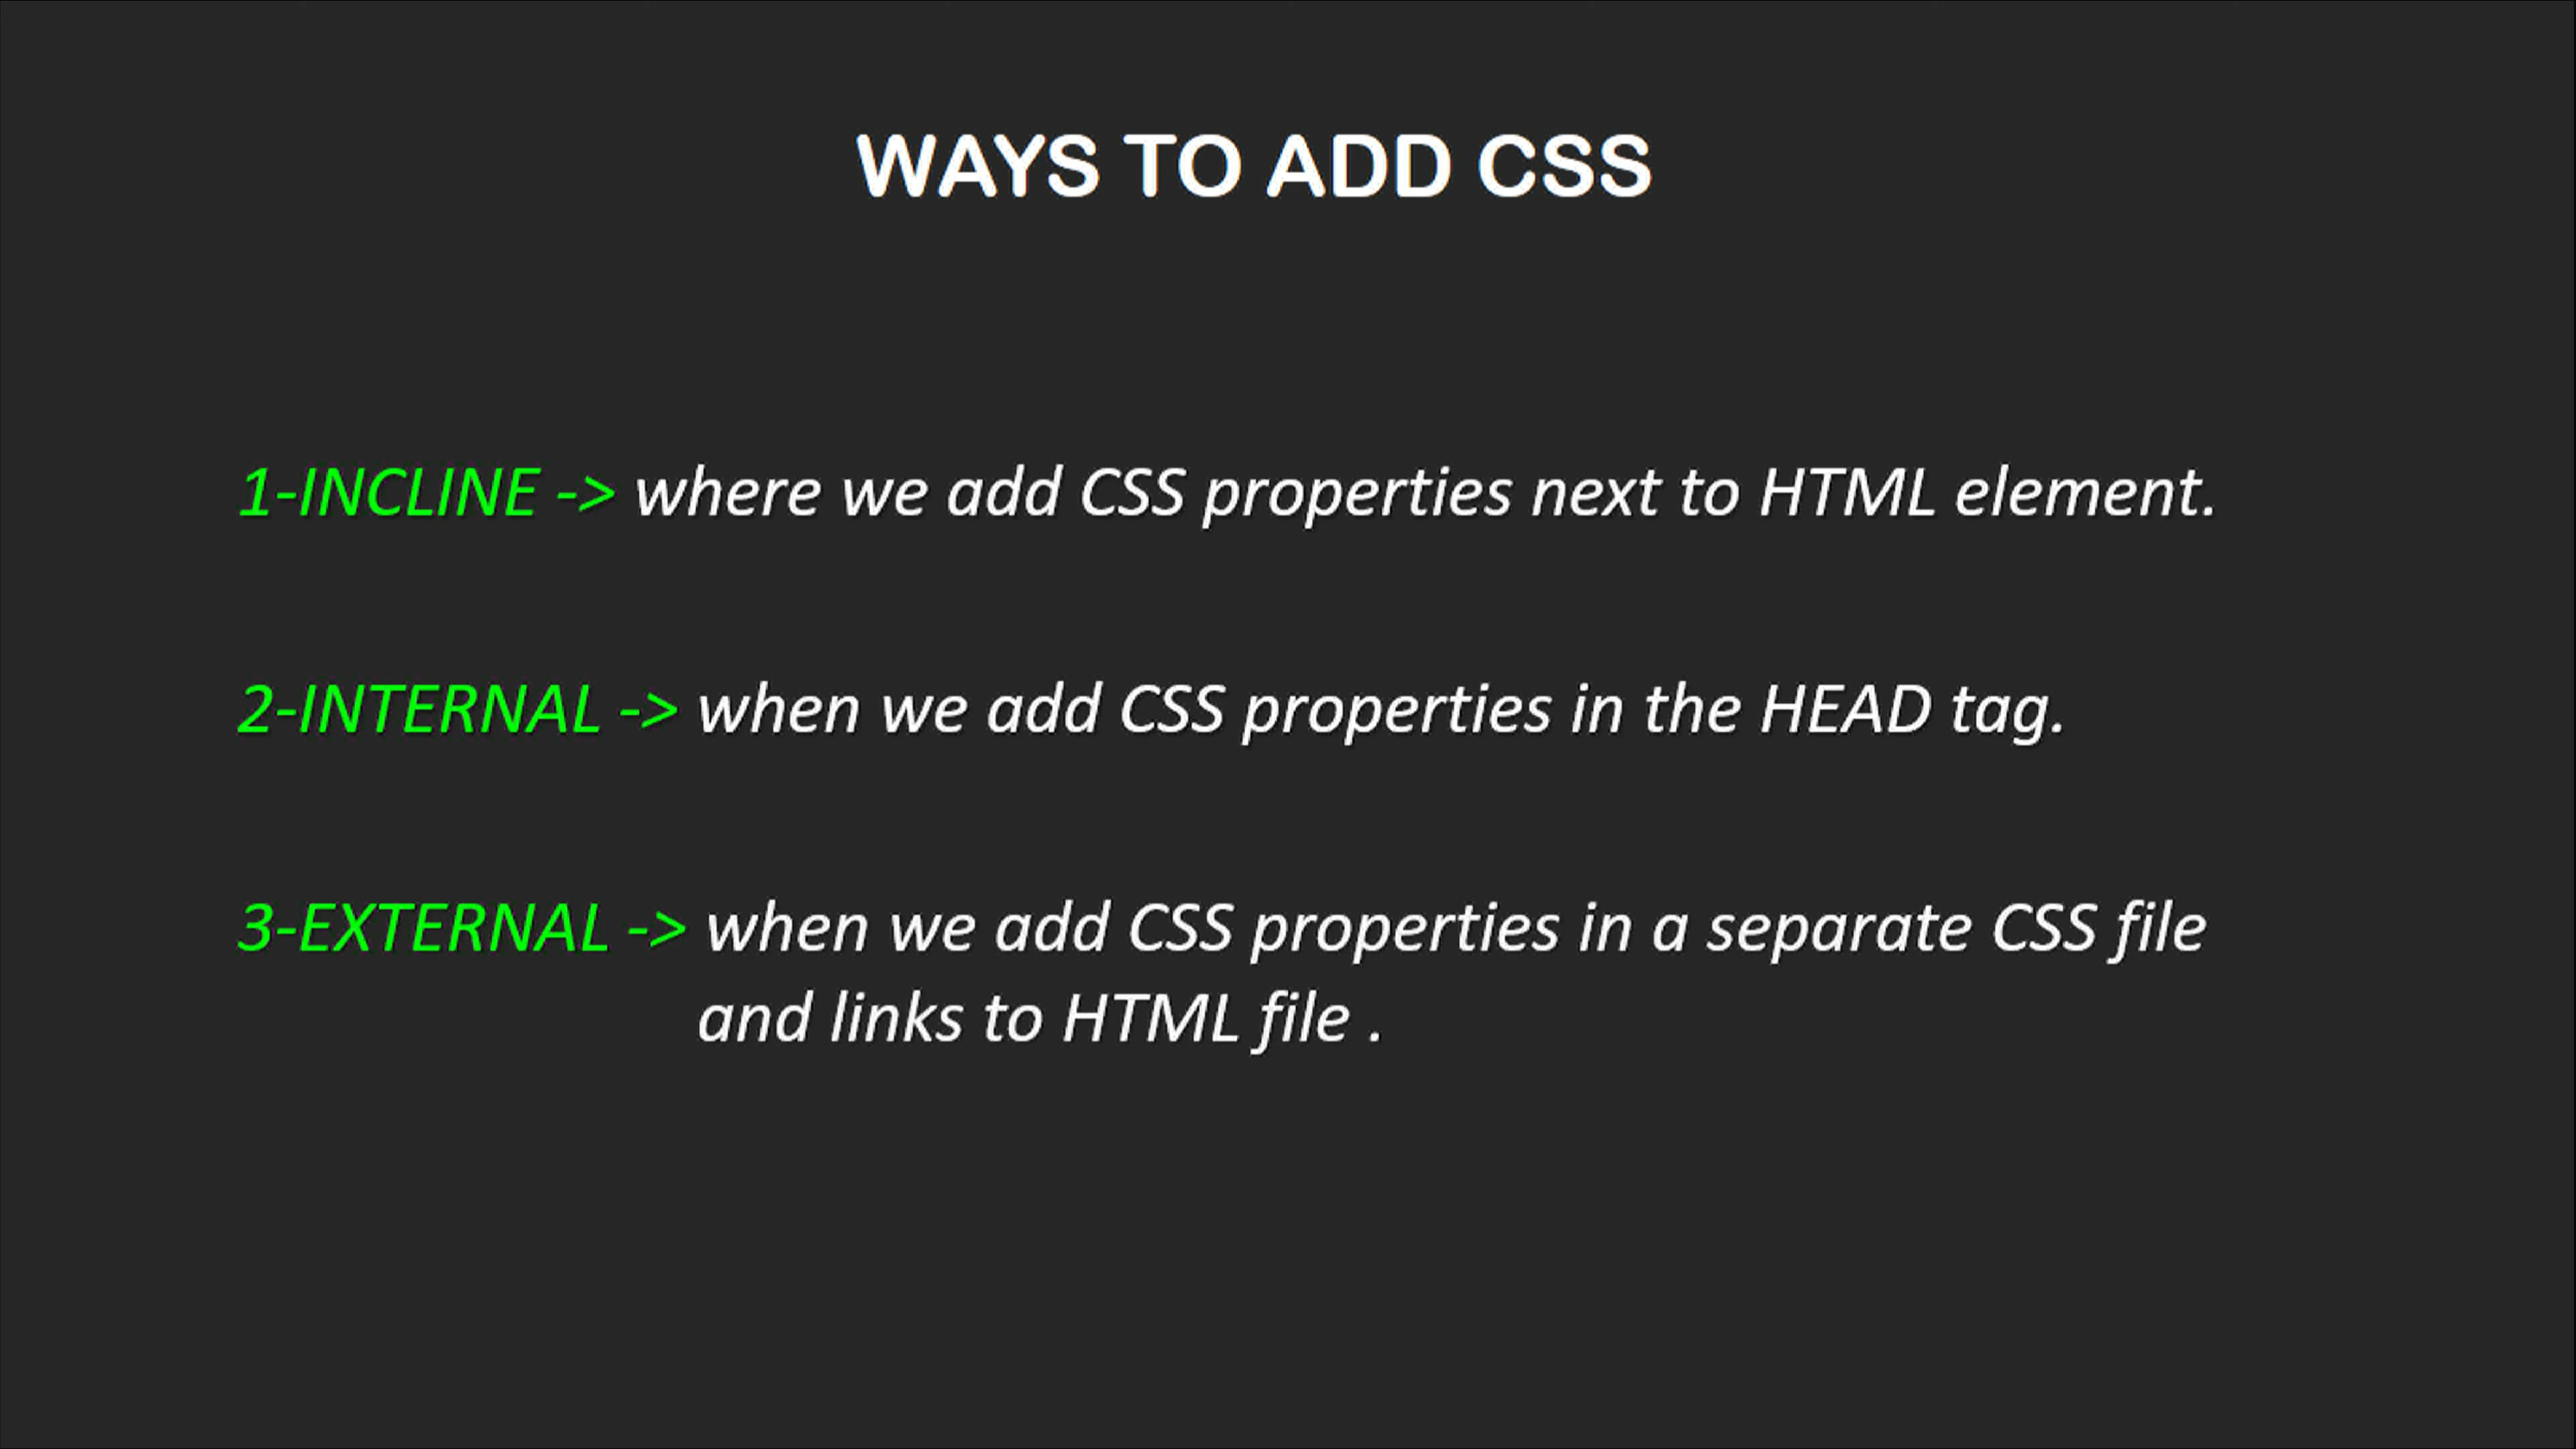 WAYS TO ADD CSS
1-INCLINE -> where we add CSS properties next to HTML element.
2-INTERNAL -> when we add CSS properties in the HEAD tag.
3-EXTERNAL -> when we add CSS properties in a separate CSS file
and links to HTML file .